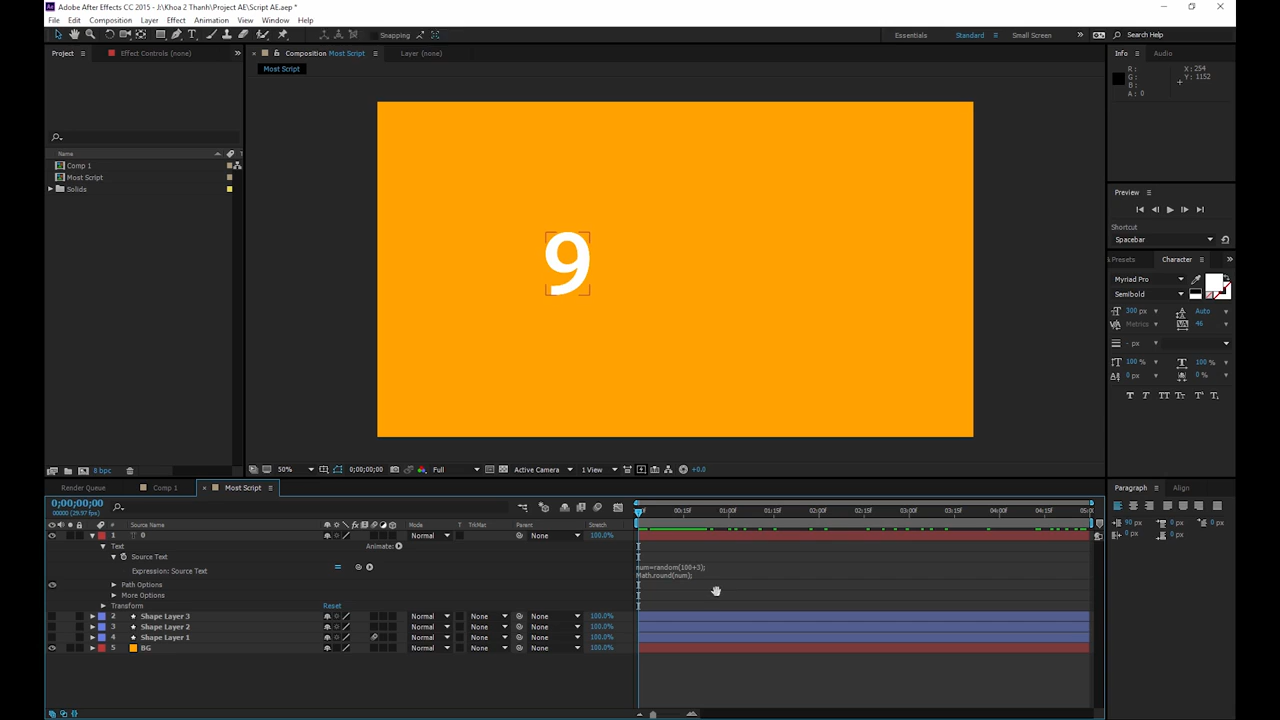 Adobe After Effects CC 2015 - J:\Khoa 2 Thanh\Project AE\Script AE.aep *
File Edit Composition Layer Effect Animation View Window Help
Snapping
Essentials Standard Small Screen Search Help
Project Effect Controls (none) Composition Most Script Layer (none) Info Audio
Most Script
R: X: 254
G: Y: 1152
B:
A: 0
Name
Comp 1
Most Script
Solids
9
Preview
Shortcut
Spacebar
Presets Character
Myriad Pro
Semibold
300 px Auto
Metrics 46
- px
100 % 100 %
0 px 0 %
8 bpc 50% 0;00;00;00 Full Active Camera 1 View +0.0
Render Queue Comp 1 Most Script Paragraph Align
0;00;00;00
00000 (29.97 fps)
00:15f 01:00f 01:15f 02:00f 02:15f 03:00f 03:15f 04:00f 04:15f 05:0
# Source Name Mode T TrkMat Parent Stretch
1 0 Normal None 100.0%
Text Animate:
Source Text
Expression: Source Text
num=random(100+3);
Math.round(num);
Path Options
More Options
Transform Reset
2 Shape Layer 3 Normal None None 100.0%
3 Shape Layer 2 Normal None None 100.0%
4 Shape Layer 1 Normal None None 100.0%
5 BG Normal None None 100.0%
90 px 0 px 0 px
0 px 0 px